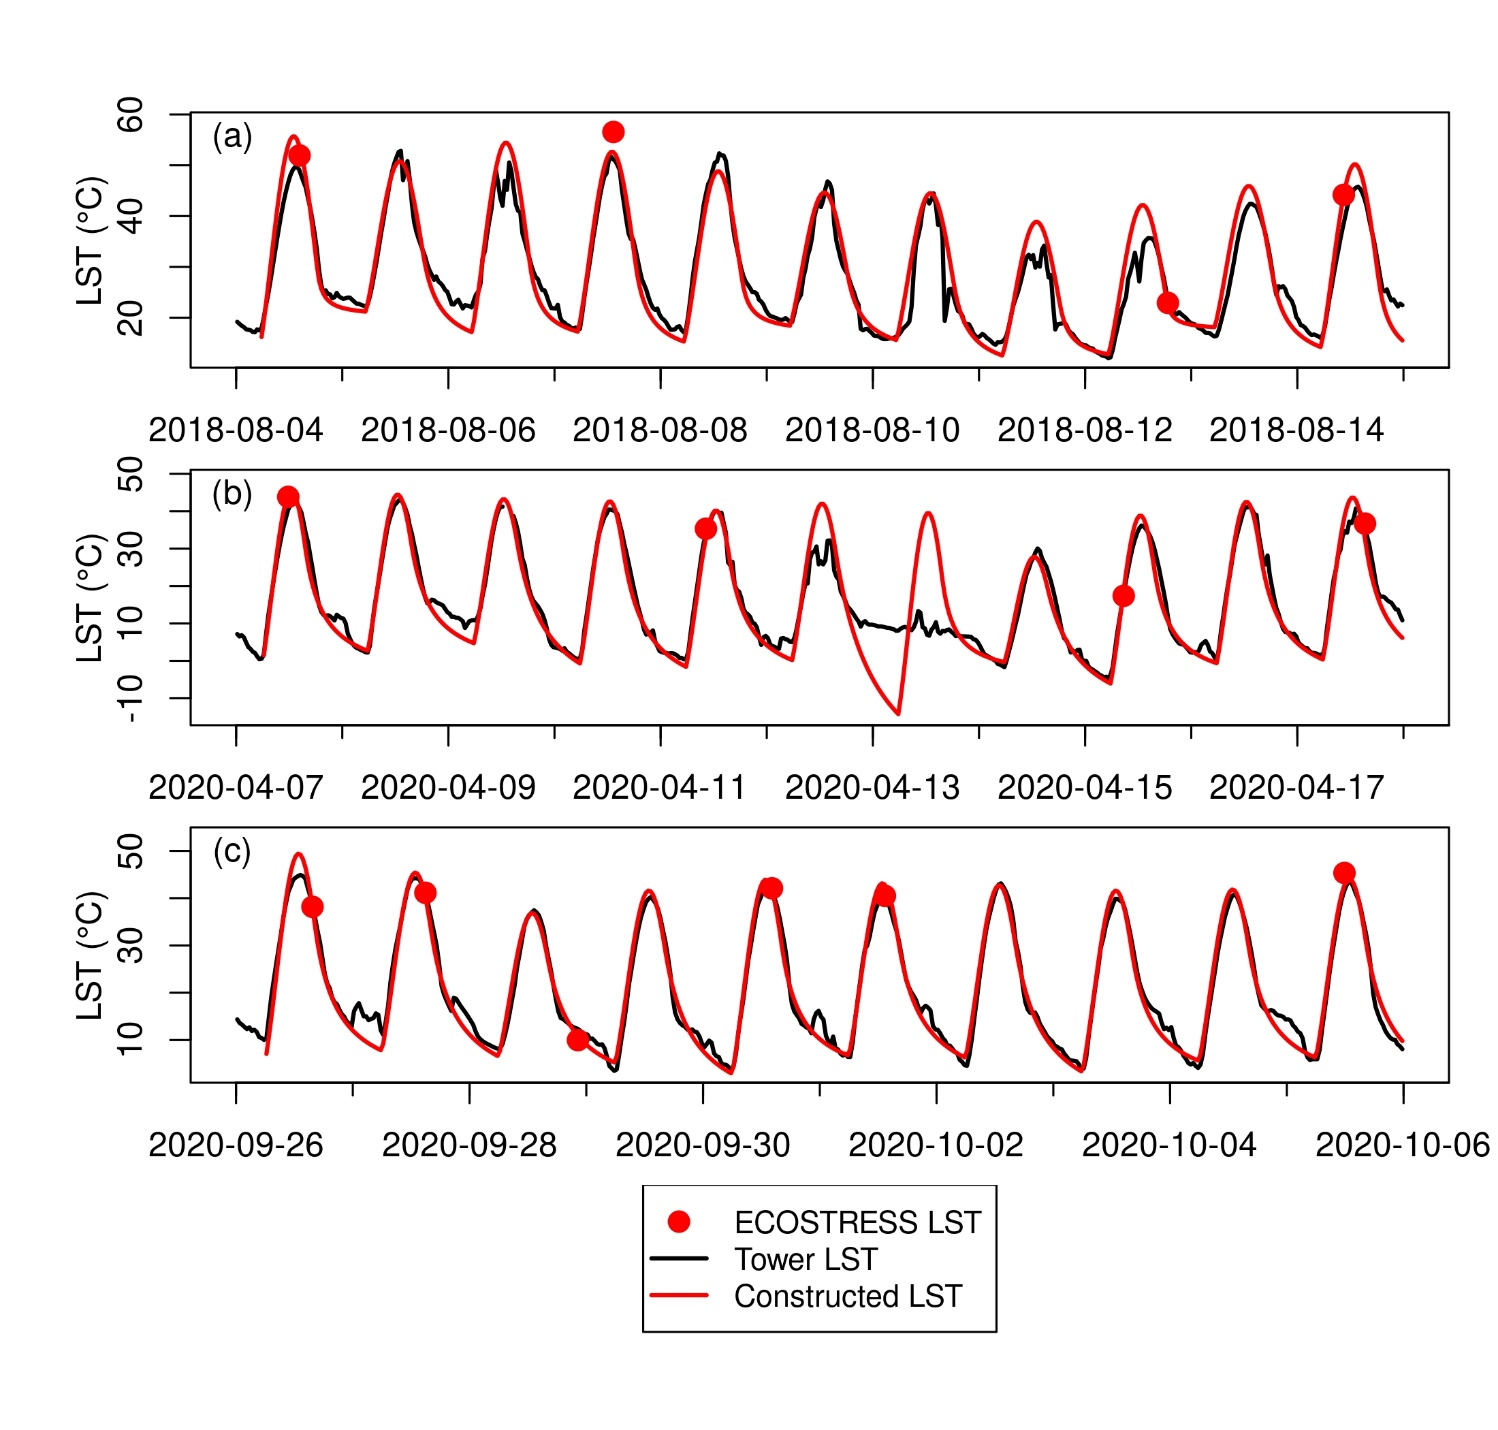 (a)
LST (°C)
60
40
20
2018-08-04 2018-08-06 2018-08-08 2018-08-10 2018-08-12 2018-08-14
(b)
LST (°C)
50
30
10
-10
2020-04-07 2020-04-09 2020-04-11 2020-04-13 2020-04-15 2020-04-17
(c)
LST (°C)
50
30
10
2020-09-26 2020-09-28 2020-09-30 2020-10-02 2020-10-04 2020-10-06
ECOSTRESS LST
Tower LST
Constructed LST